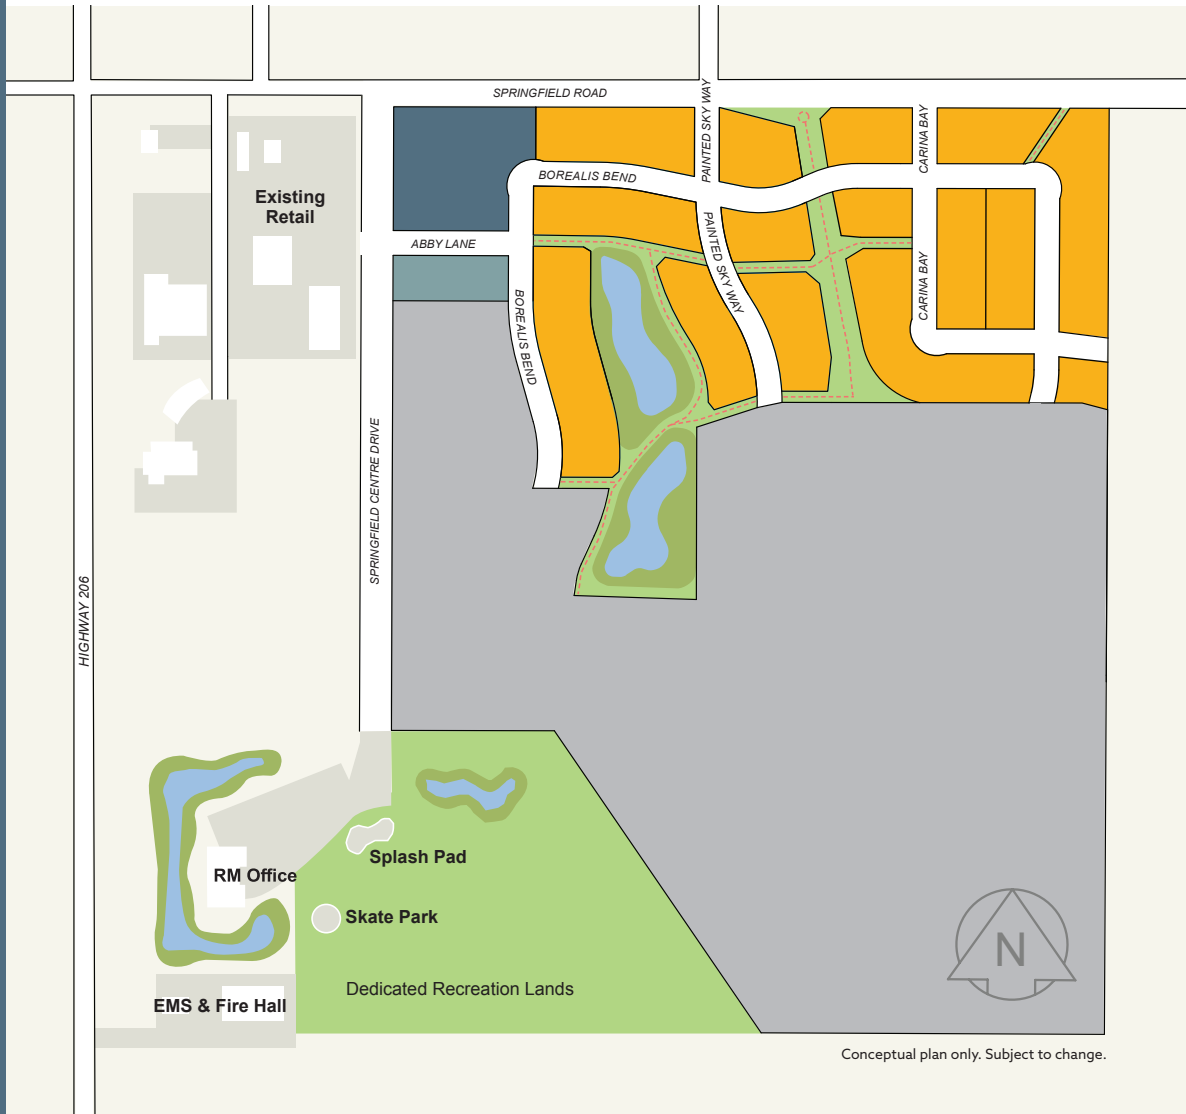 SPRINGFIELD ROAD
PAINTED SKY WAY
CARINA BAY
BOREALIS BEND
Existing
Retail
ABBY LANE
PAINTED SKY WAY
CARINA BAY
BOREALIS BEND
SPRINGFIELD CENTRE DRIVE
HIGHWAY 206
Splash Pad
RM Office
Skate Park
Dedicated Recreation Lands
EMS & Fire Hall
N
Conceptual plan only. Subject to change.